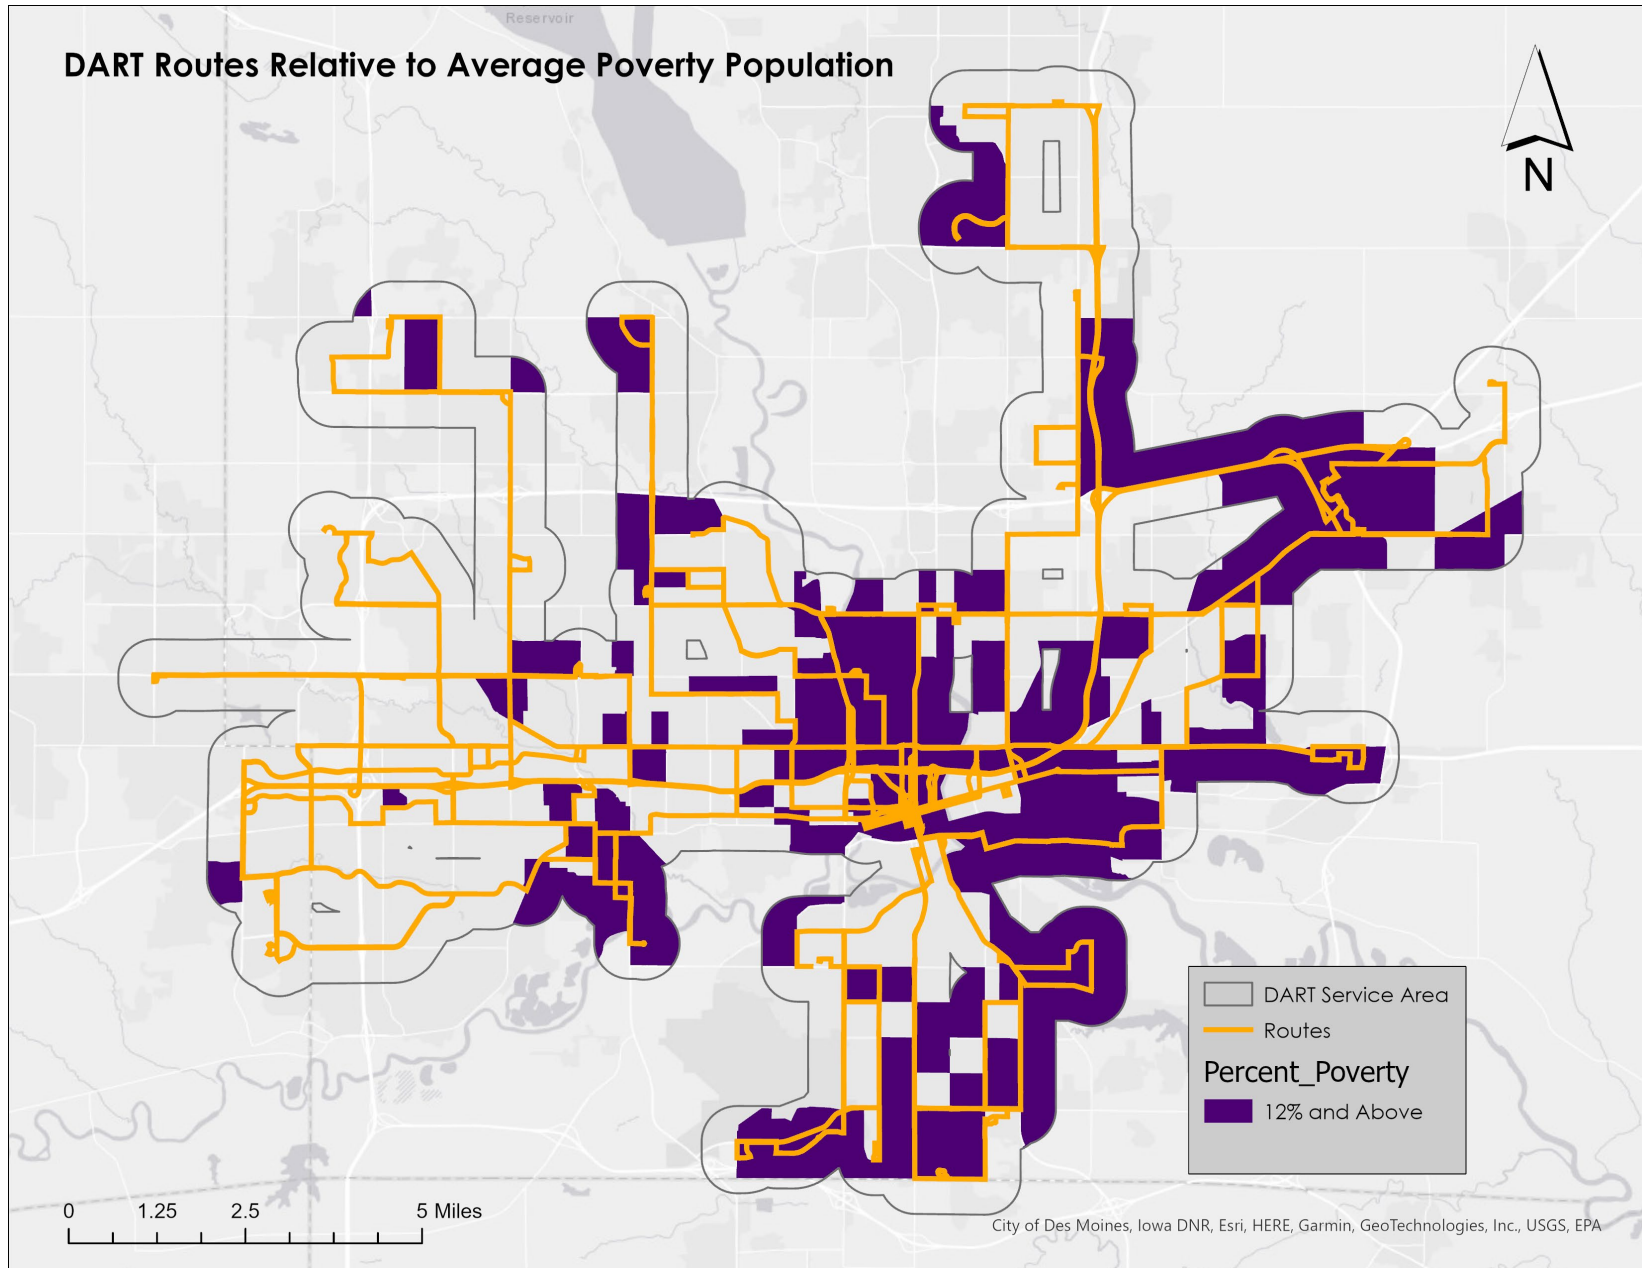 Reservoir
DART Routes Relative to Average Poverty Population
N
DART Service Area
Routes
Percent_Poverty
12% and Above
0 1.25 2.5 5 Miles
City of Des Moines, Iowa DNR, Esri, HERE, Garmin, GeoTechnologies, Inc., USGS, EPA